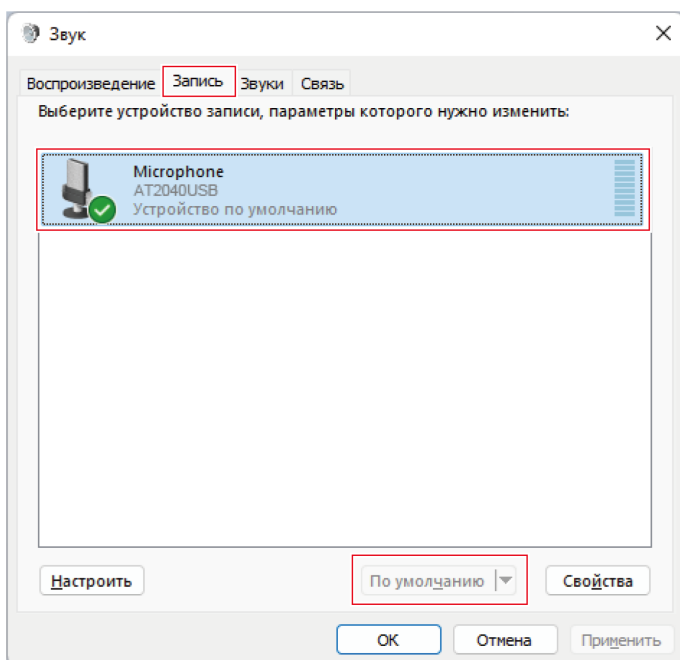 Звук
Воспроизведение Запись Звуки Связь
Выберите устройство записи, параметры которого нужно изменить:
Microphone
AT2040USB
Устройство по умолчанию
Настроить По умолчанию Свойства
ОК Отмена Применить